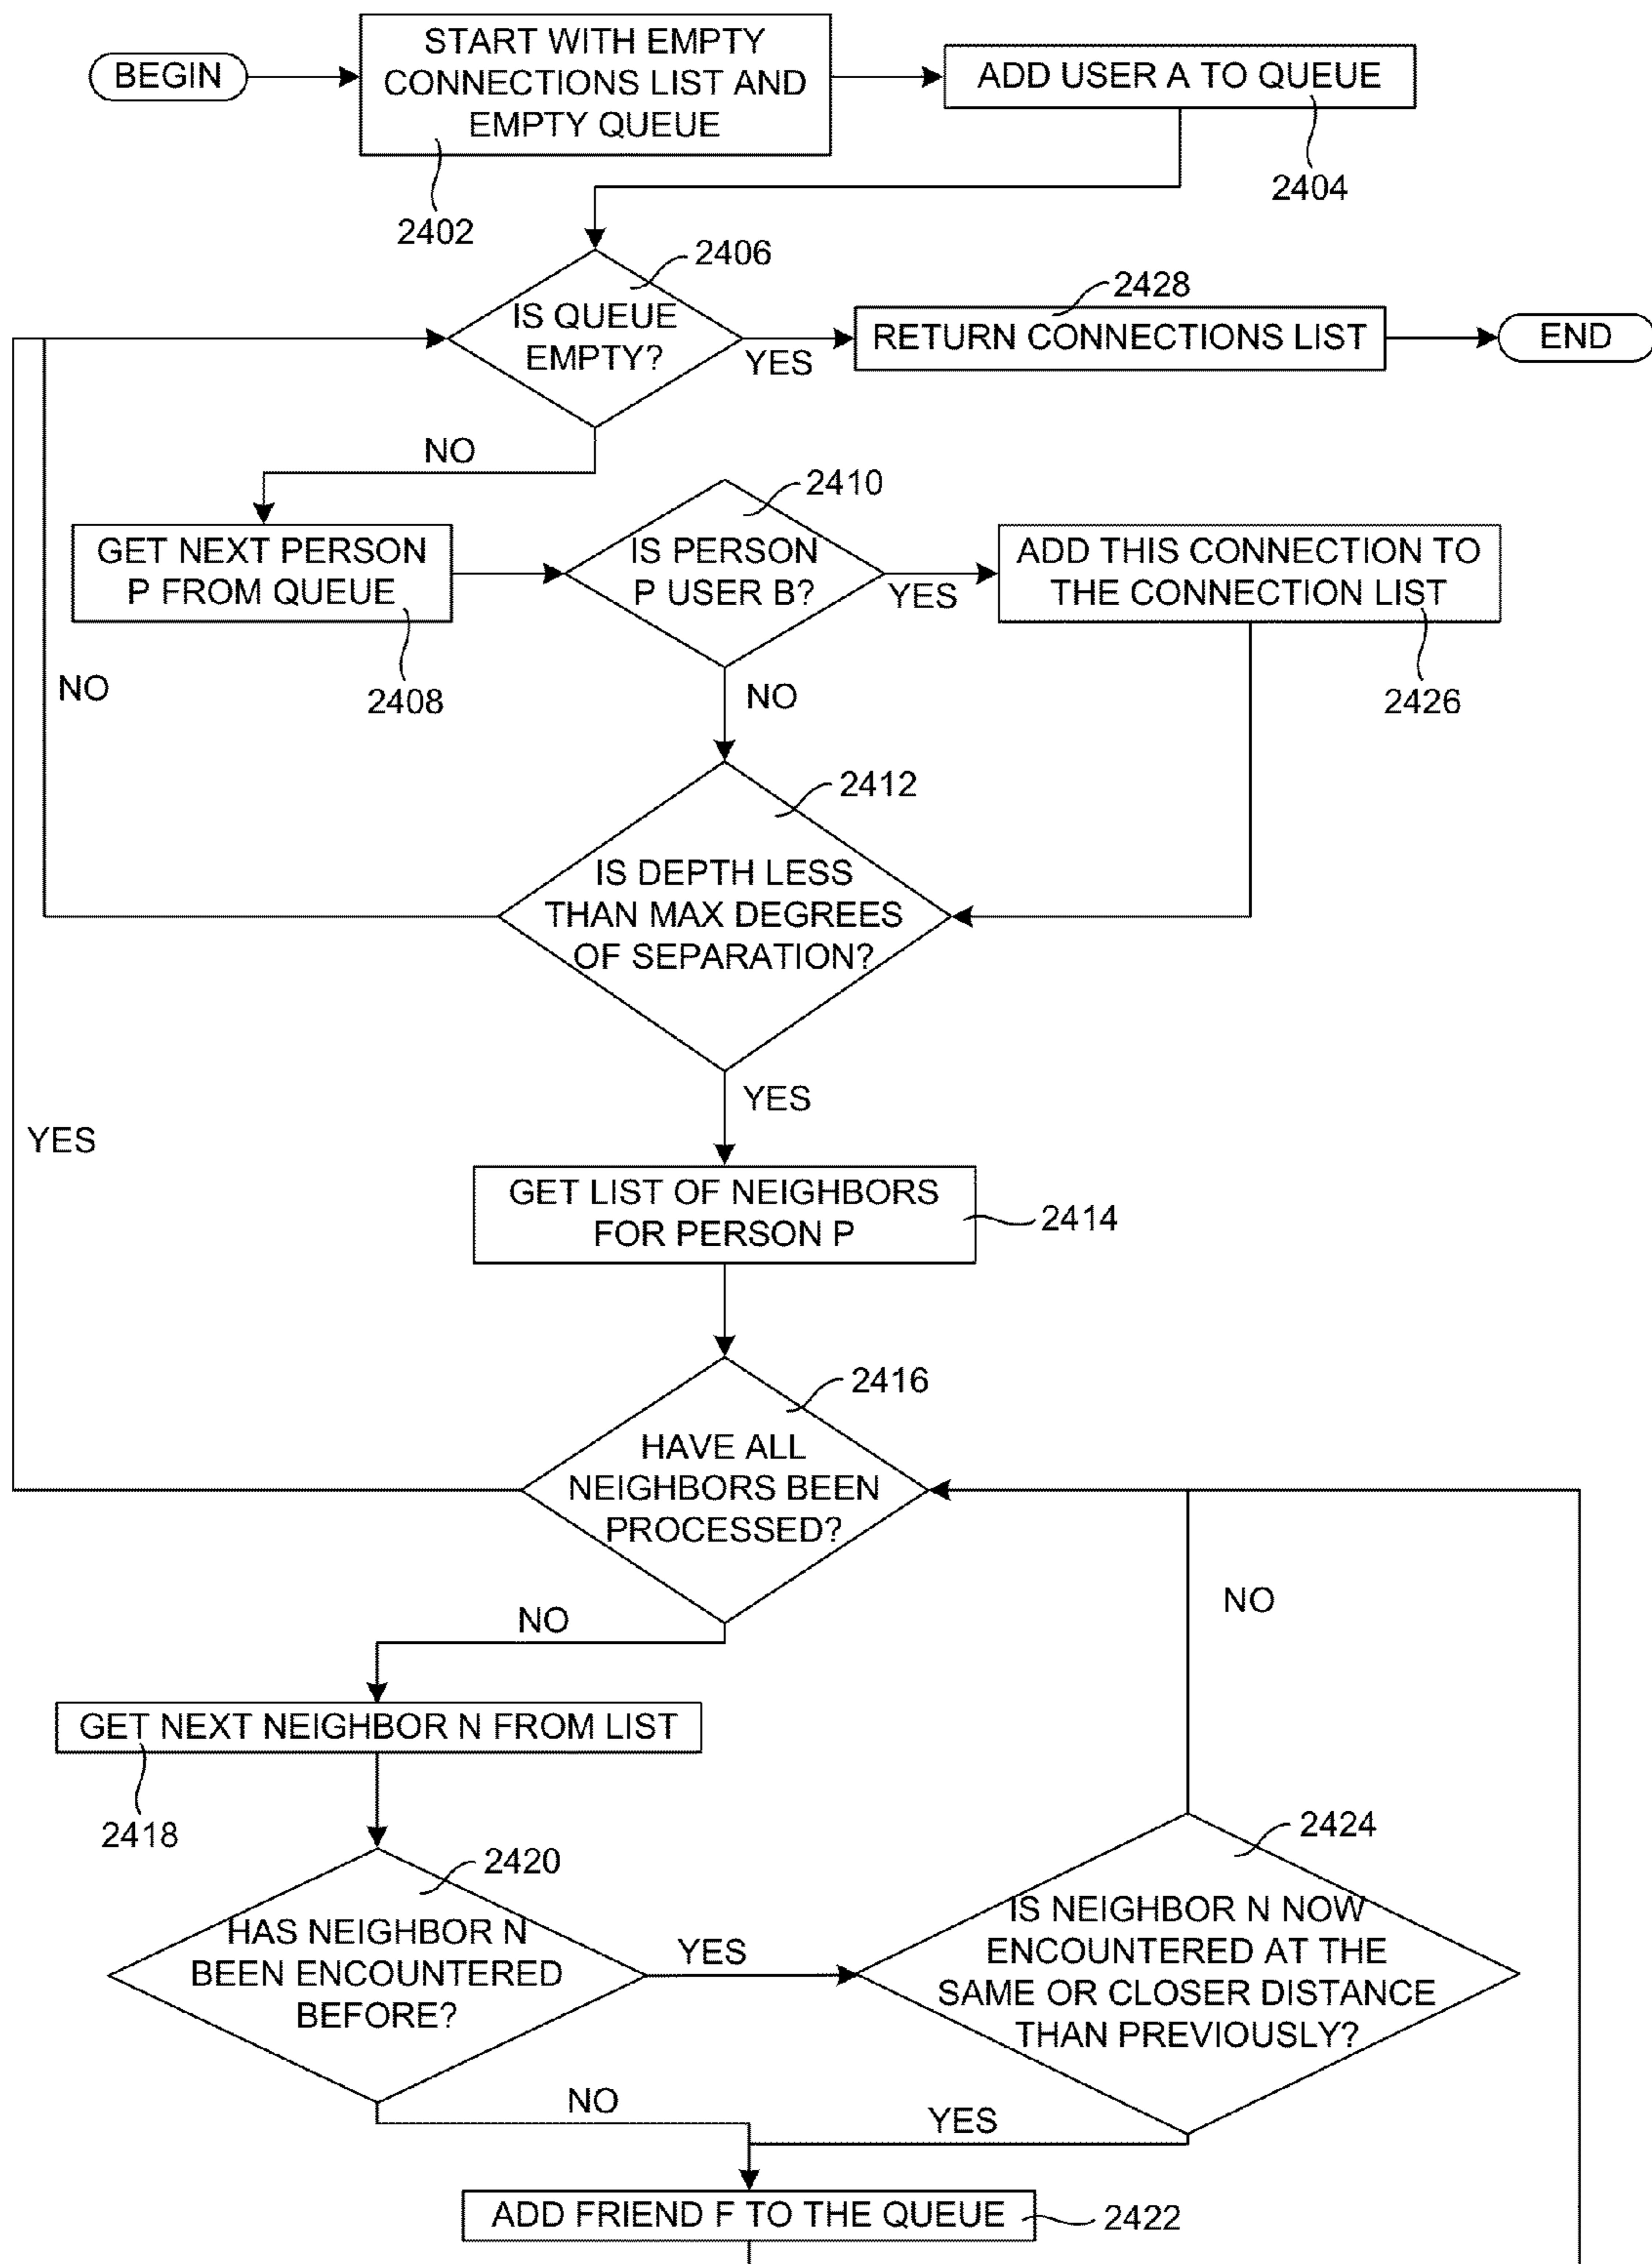 BEGIN
START WITH EMPTY
CONNECTIONS LIST AND
EMPTY QUEUE
ADD USER A TO QUEUE
2404
2402
2406
IS QUEUE
EMPTY?
YES
2428
RETURN CONNECTIONS LIST
END
NO
GET NEXT PERSON
P FROM QUEUE
2408
2410
IS PERSON
P USER B?
YES
ADD THIS CONNECTION TO
THE CONNECTION LIST
2426
NO
NO
2412
IS DEPTH LESS
THAN MAX DEGREES
OF SEPARATION?
YES
YES
GET LIST OF NEIGHBORS
FOR PERSON P
2414
2416
HAVE ALL
NEIGHBORS BEEN
PROCESSED?
NO
NO
GET NEXT NEIGHBOR N FROM LIST
2418
2420
HAS NEIGHBOR N
BEEN ENCOUNTERED
BEFORE?
YES
2424
IS NEIGHBOR N NOW
ENCOUNTERED AT THE
SAME OR CLOSER DISTANCE
THAN PREVIOUSLY?
NO
YES
ADD FRIEND F TO THE QUEUE
2422